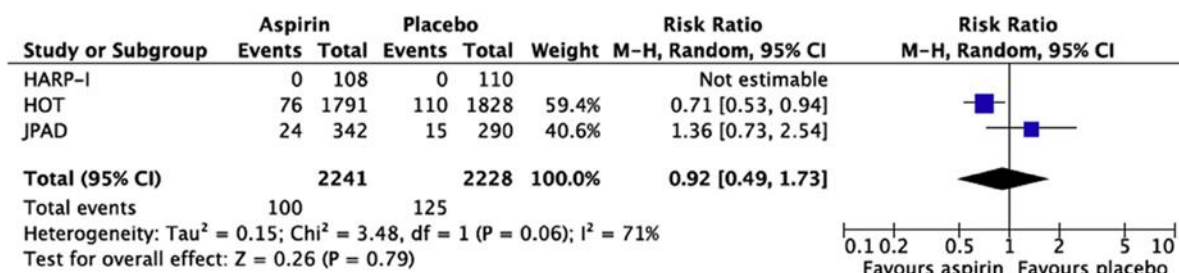 Aspirin Placebo Risk Ratio Risk Ratio
Study or Subgroup Events Total Events Total Weight M-H, Random, 95% CI M-H, Random, 95% CI
HARP-I 0 108 0 110 Not estimable
HOT 76 1791 110 1828 59.4% 0.71 [0.53, 0.94]
JPAD 24 342 15 290 40.6% 1.36 [0.73, 2.54]
Total (95% CI) 2241 2228 100.0% 0.92 [0.49, 1.73]
Total events 100 125
Heterogeneity: Tau² = 0.15; Chi² = 3.48, df = 1 (P = 0.06); I² = 71%
Test for overall effect: Z = 0.26 (P = 0.79)
0.1 0.2 0.5 1 2 5 10
Favours aspirin Favours placebo